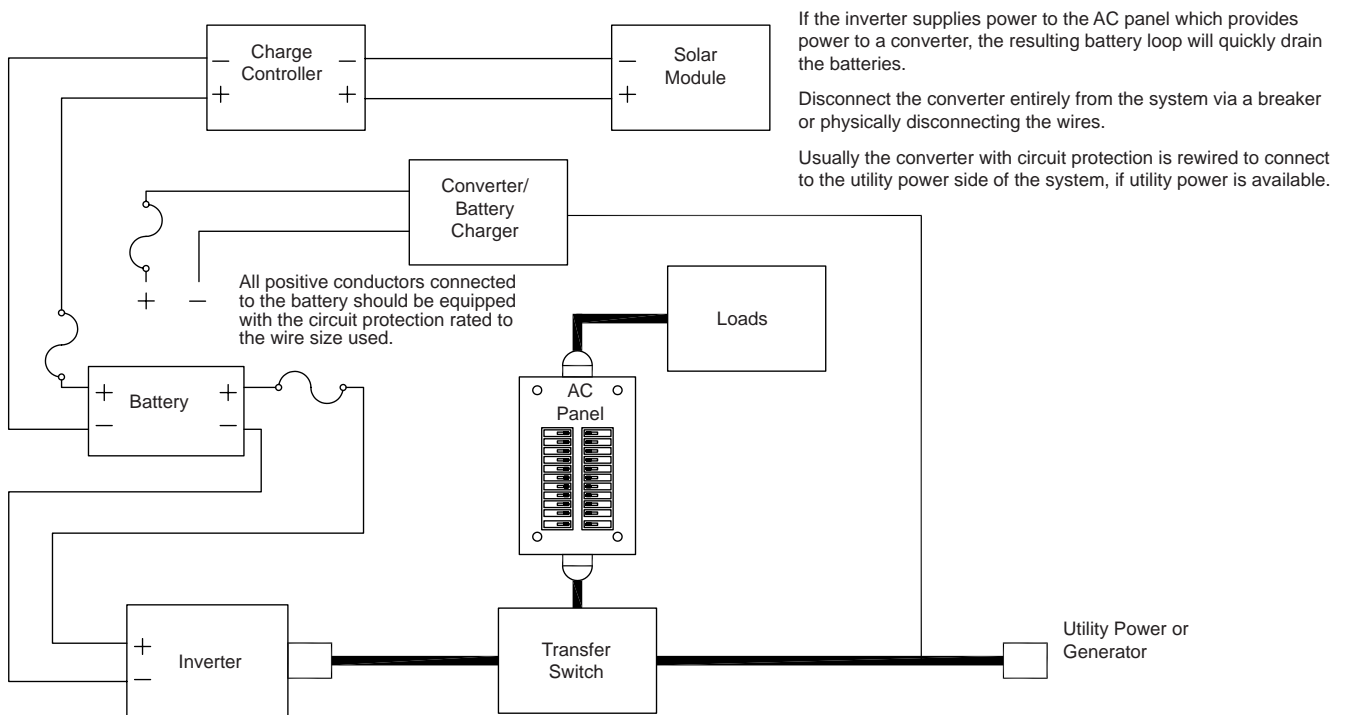 If the inverter supplies power to the AC panel which provides
power to a converter, the resulting battery loop will quickly drain
the batteries.
Disconnect the converter entirely from the system via a breaker
or physically disconnecting the wires.
Usually the converter with circuit protection is rewired to connect
to the utility power side of the system, if utility power is available.
Charge
Controller
−
+
−
+
Solar
Module
−
+
Converter/
Battery
Charger
+
−
All positive conductors connected
to the battery should be equipped
with the circuit protection rated to
the wire size used.
Loads
Battery
+
−
+
−
AC
Panel
Inverter
+
−
Transfer
Switch
Utility Power or
Generator